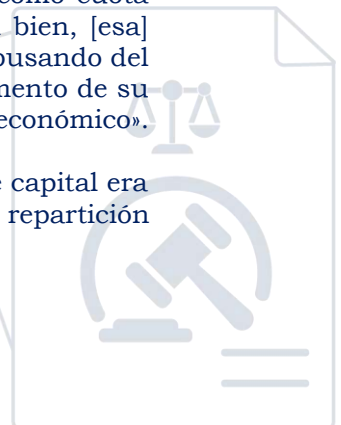 como cuota
bien, [esa]
busando del
mento de su
económico».
capital era
repartición